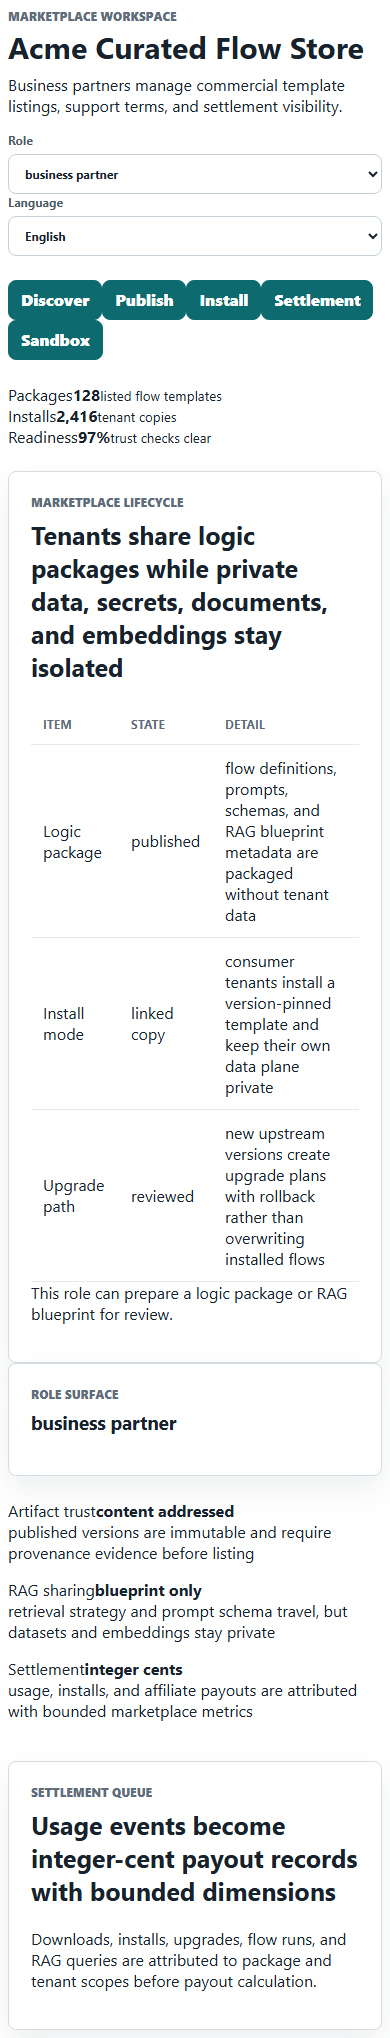 MARKETPLACE WORKSPACE
Acme Curated Flow Store
Business partners manage commercial template
listings, support terms, and settlement visibility.
Role
business partner
Language
English
Discover Publish Install Settlement
Sandbox
Packages128listed flow templates
Installs2,416tenant copies
Readiness97%trust checks clear
MARKETPLACE LIFECYCLE
Tenants share logic
packages while private
data, secrets, documents,
and embeddings stay
isolated
ITEM STATE DETAIL
Logic
package
published
flow definitions,
prompts,
schemas, and
RAG blueprint
metadata are
packaged
without tenant
data
Install
mode
linked
copy
consumer
tenants install a
version-pinned
template and
keep their own
data plane
private
Upgrade
path
reviewed
new upstream
versions create
upgrade plans
with rollback
rather than
overwriting
installed flows
This role can prepare a logic package or RAG
blueprint for review.
ROLE SURFACE
business partner
Artifact trustcontent addressed
published versions are immutable and require
provenance evidence before listing
RAG sharingblueprint only
retrieval strategy and prompt schema travel, but
datasets and embeddings stay private
Settlementinteger cents
usage, installs, and affiliate payouts are attributed
with bounded marketplace metrics
SETTLEMENT QUEUE
Usage events become
integer-cent payout records
with bounded dimensions
Downloads, installs, upgrades, flow runs, and
RAG queries are attributed to package and
tenant scopes before payout calculation.